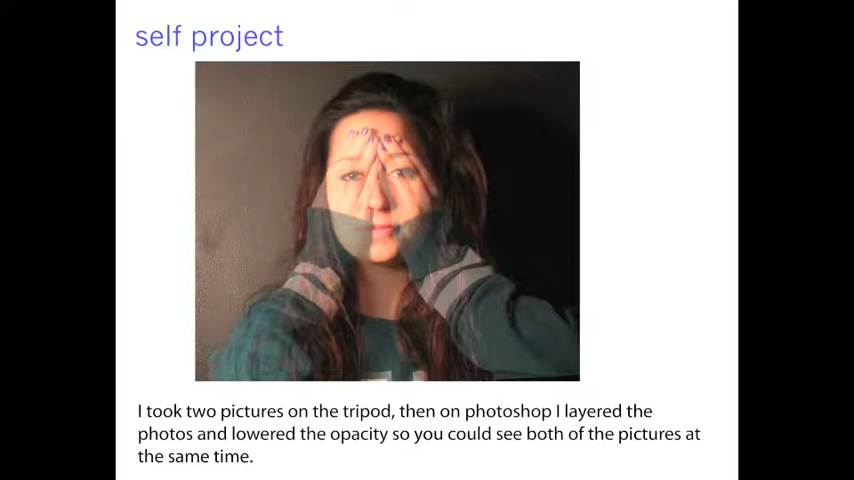 self project
I took two pictures on the tripod, then on photoshop I layered the
photos and lowered the opacity so you could see both of the pictures at
the same time.